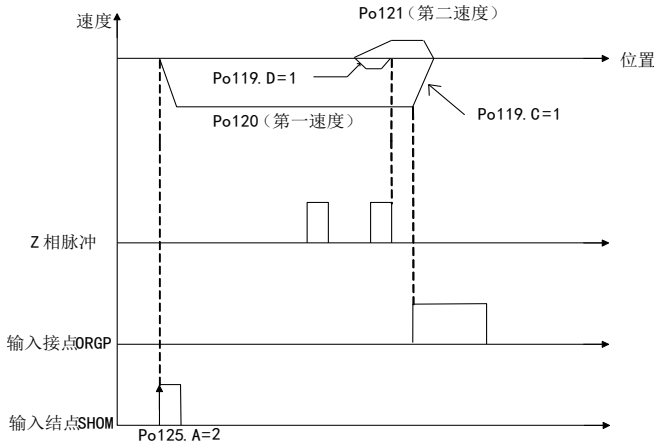 Po121（第二速度）
速度
位置
Po119.D=1
Po120（第一速度）
Po119.C=1
Z相脉冲
输入接点ORGP
输入结点SHOM
Po125.A=2